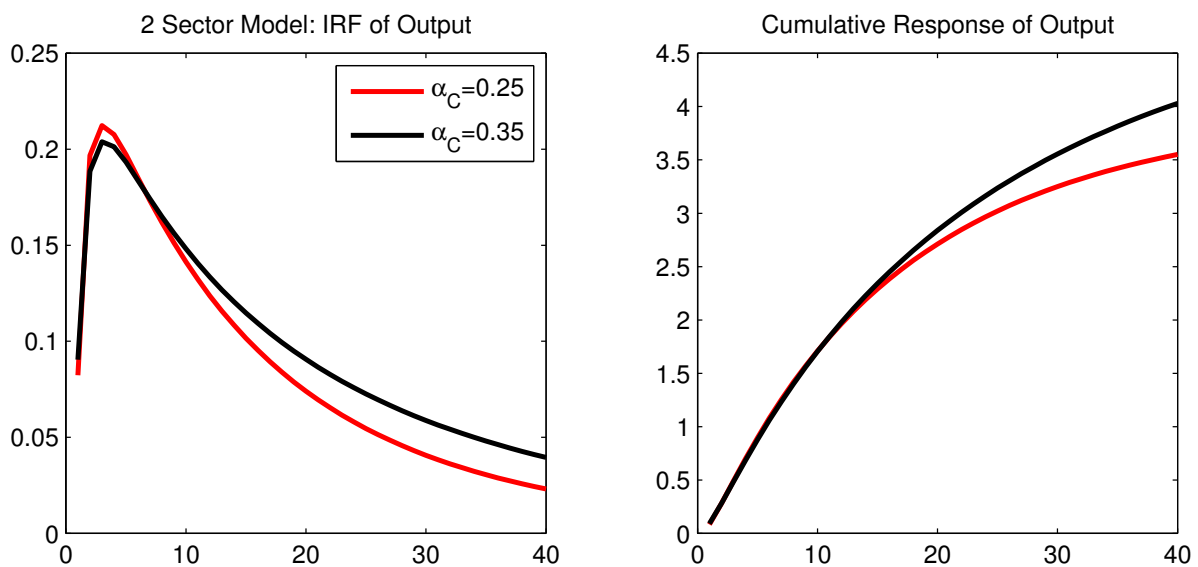 2 Sector Model: IRF of Output
0.25
0.2
0.15
0.1
0.05
0
0 10 20 30 40
α_C=0.25
α_C=0.35
Cumulative Response of Output
4.5
4
3.5
3
2.5
2
1.5
1
0.5
0
0 10 20 30 40